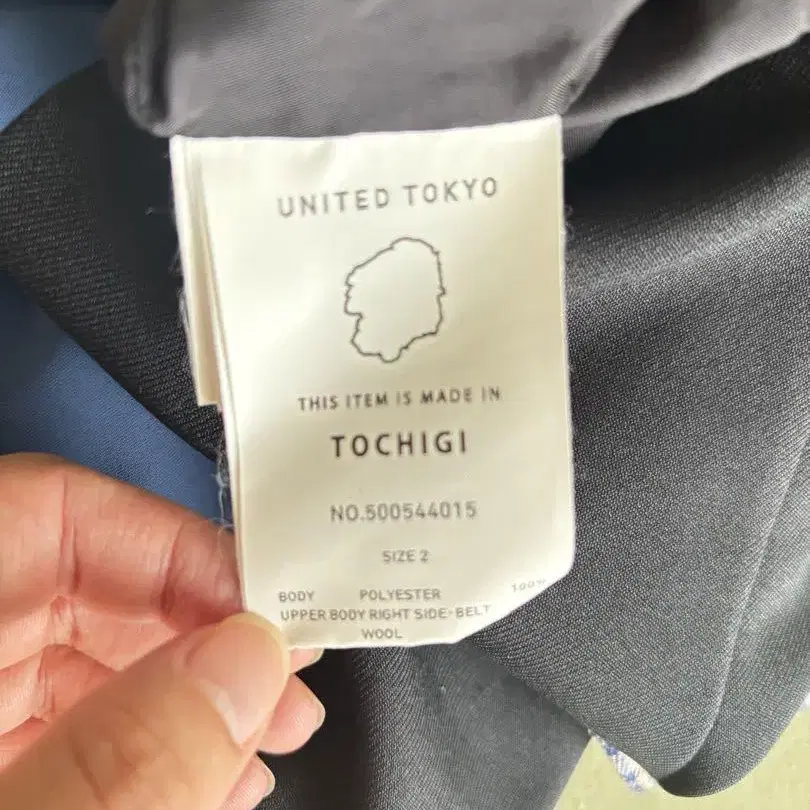 UNITED TOKYO
THIS ITEM IS MADE IN
TOCHIGI
NO.500544015
SIZE 2
BODY POLYESTER 100%
UPPER BODY RIGHT SIDE·BELT
WOOL